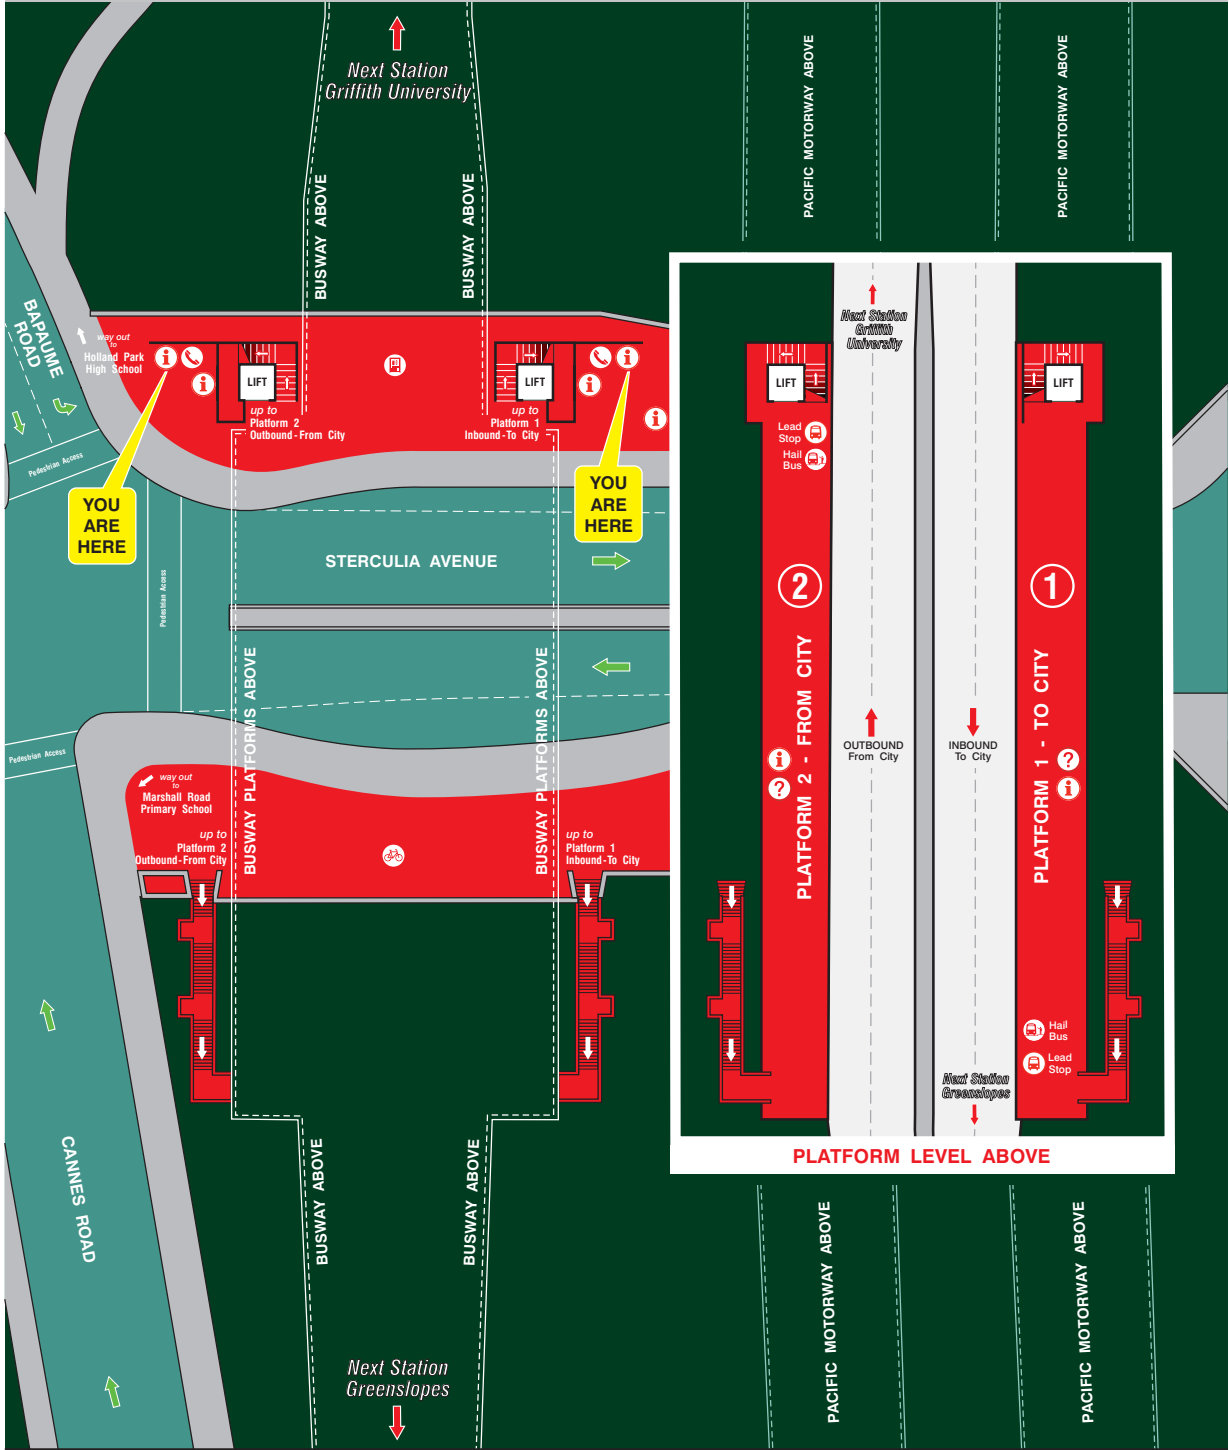 Next Station
Griffith University
BUSWAY ABOVE
BUSWAY ABOVE
PACIFIC MOTORWAY ABOVE
PACIFIC MOTORWAY ABOVE
BAPAUME
ROAD
way out
to
Holland Park
High School
i
i
LIFT
up to
Platform 2
Outbound-From City
LIFT
up to
Platform 1
Inbound-To City
i
i
i
Pedestrian Access
YOU
ARE
HERE
YOU
ARE
HERE
Pedestrian Access
STERCULIA AVENUE
BUSWAY PLATFORMS ABOVE
BUSWAY PLATFORMS ABOVE
Pedestrian Access
way out
to
Marshall Road
Primary School
up to
Platform 2
Outbound-From City
up to
Platform 1
Inbound-To City
CANNES ROAD
BUSWAY ABOVE
BUSWAY ABOVE
Next Station
Greenslopes
Next Station
Griffith
University
LIFT
LIFT
Lead
Stop
Hail
Bus
2
1
PLATFORM 2 - FROM CITY
PLATFORM 1 - TO CITY
OUTBOUND
From City
INBOUND
To City
i
?
?
i
Hail
Bus
Lead
Stop
Next Station
Greenslopes
PLATFORM LEVEL ABOVE
PACIFIC MOTORWAY ABOVE
PACIFIC MOTORWAY ABOVE